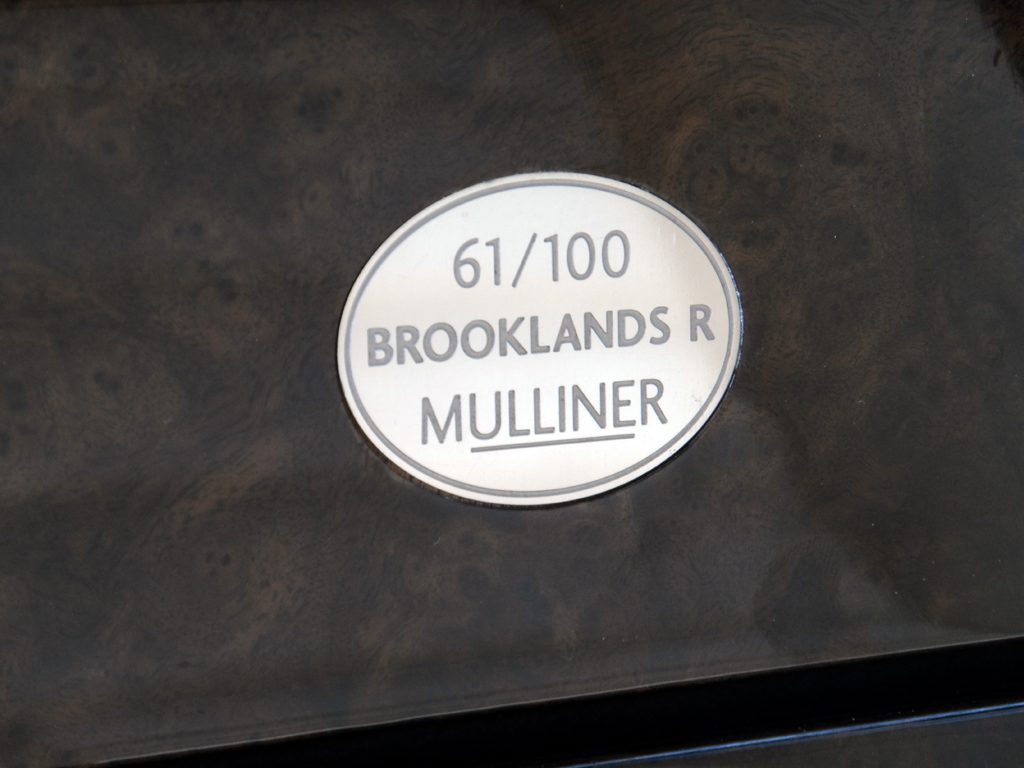 61/100
BROOKLANDS R
MULLINER